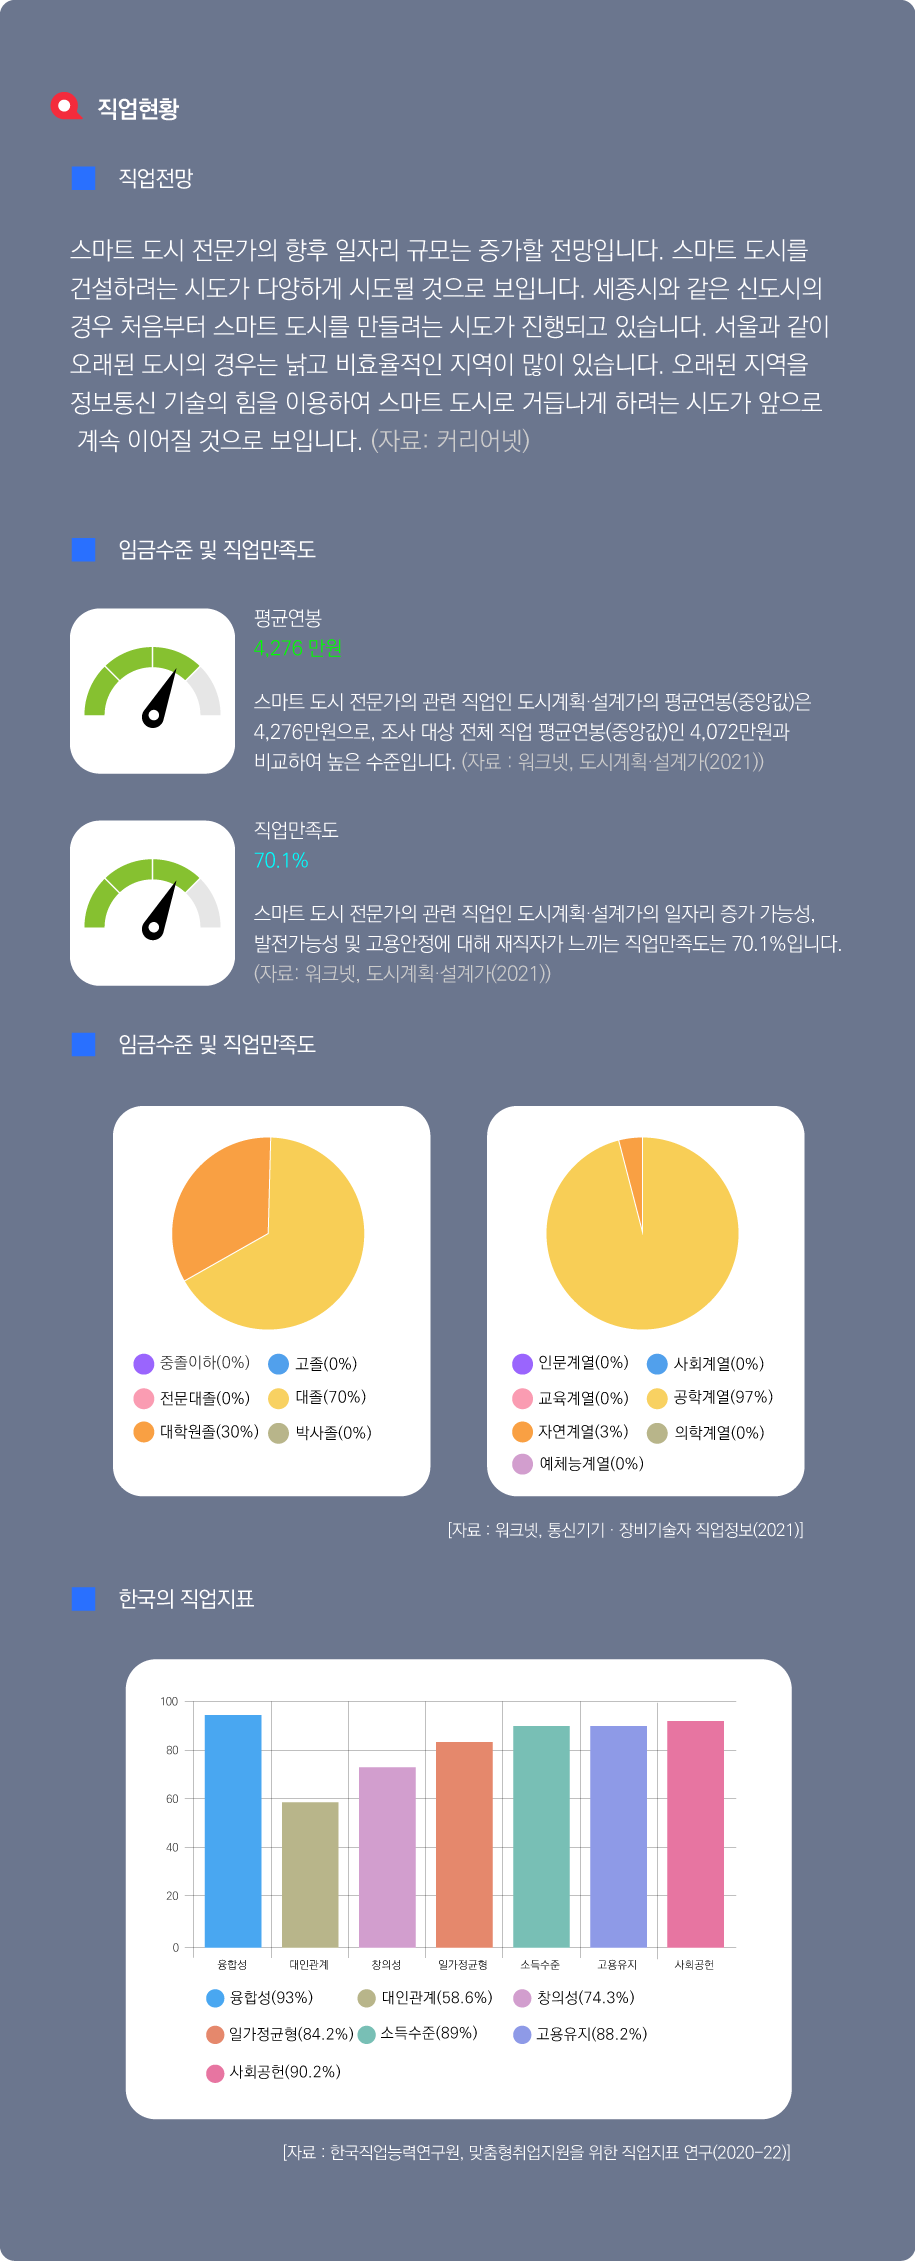 직업현황
직업전망
스마트 도시 전문가의 향후 일자리 규모는 증가할 전망입니다. 스마트 도시를
건설하려는 시도가 다양하게 시도될 것으로 보입니다. 세종시와 같은 신도시의
경우 처음부터 스마트 도시를 만들려는 시도가 진행되고 있습니다. 서울과 같이
오래된 도시의 경우는 낡고 비효율적인 지역이 많이 있습니다. 오래된 지역을
정보통신 기술의 힘을 이용하여 스마트 도시로 거듭나게 하려는 시도가 앞으로
계속 이어질 것으로 보입니다. (자료: 커리어넷)
임금수준 및 직업만족도
평균연봉
4,276 만원
스마트 도시 전문가의 관련 직업인 도시계획·설계가의 평균연봉(중앙값)은
4,276만원으로, 조사 대상 전체 직업 평균연봉(중앙값)인 4,072만원과
비교하여 높은 수준입니다. (자료 : 워크넷, 도시계획·설계가(2021))
직업만족도
70.1%
스마트 도시 전문가의 관련 직업인 도시계획·설계가의 일자리 증가 가능성,
발전가능성 및 고용안정에 대해 재직자가 느끼는 직업만족도는 70.1%입니다.
(자료: 워크넷, 도시계획·설계가(2021))
임금수준 및 직업만족도
중졸이하(0%) 고졸(0%)
전문대졸(0%) 대졸(70%)
대학원졸(30%) 박사졸(0%)
인문계열(0%) 사회계열(0%)
교육계열(0%) 공학계열(97%)
자연계열(3%) 의학계열(0%)
예체능계열(0%)
[자료 : 워크넷, 통신기기 · 장비기술자 직업정보(2021)]
한국의 직업지표
100
80
60
40
20
0
융합성 대인관계 창의성 일가정균형 소득수준 고용유지 사회공헌
융합성(93%) 대인관계(58.6%) 창의성(74.3%)
일가정균형(84.2%) 소득수준(89%) 고용유지(88.2%)
사회공헌(90.2%)
[자료 : 한국직업능력연구원, 맞춤형취업지원을 위한 직업지표 연구(2020-22)]